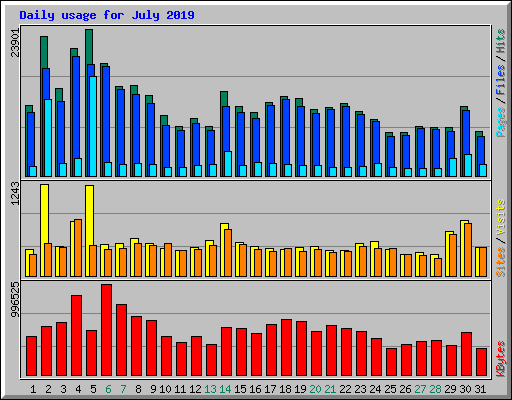 Daily usage for July 2019
23901
Pages / Files / Hits
1243
Sites / Visits
996525
KBytes
1 2 3 4 5 6 7 8 9 10 11 12 13 14 15 16 17 18 19 20 21 22 23 24 25 26 27 28 29 30 31